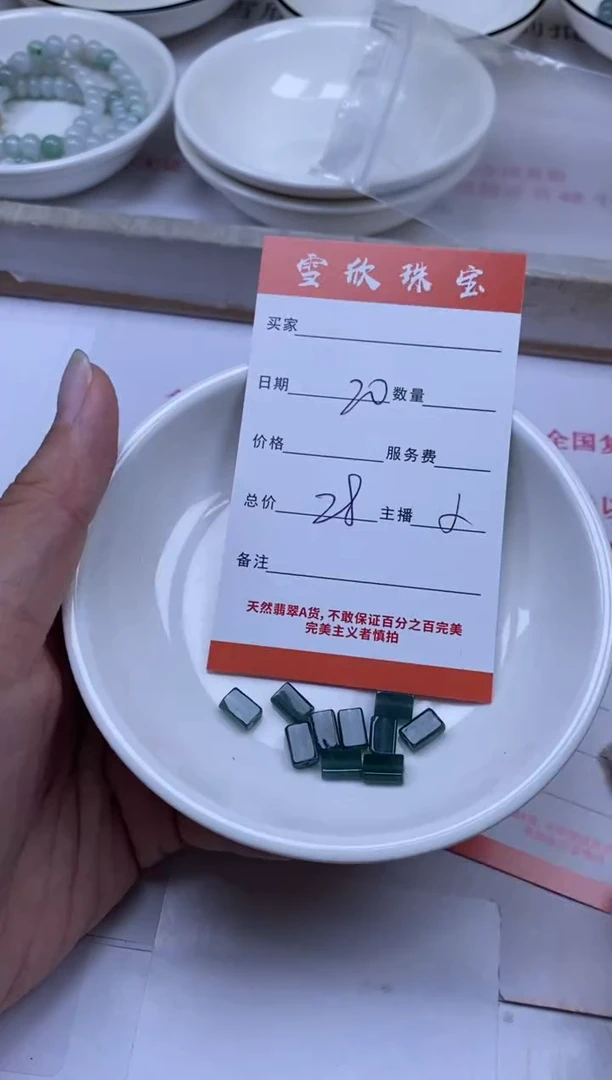 雪欣珠宝
买家
日期 20 数量
价格 服务费
总价 28 主播
备注
天然翡翠A货,不敢保证百分之百完美
完美主义者慎拍
全国